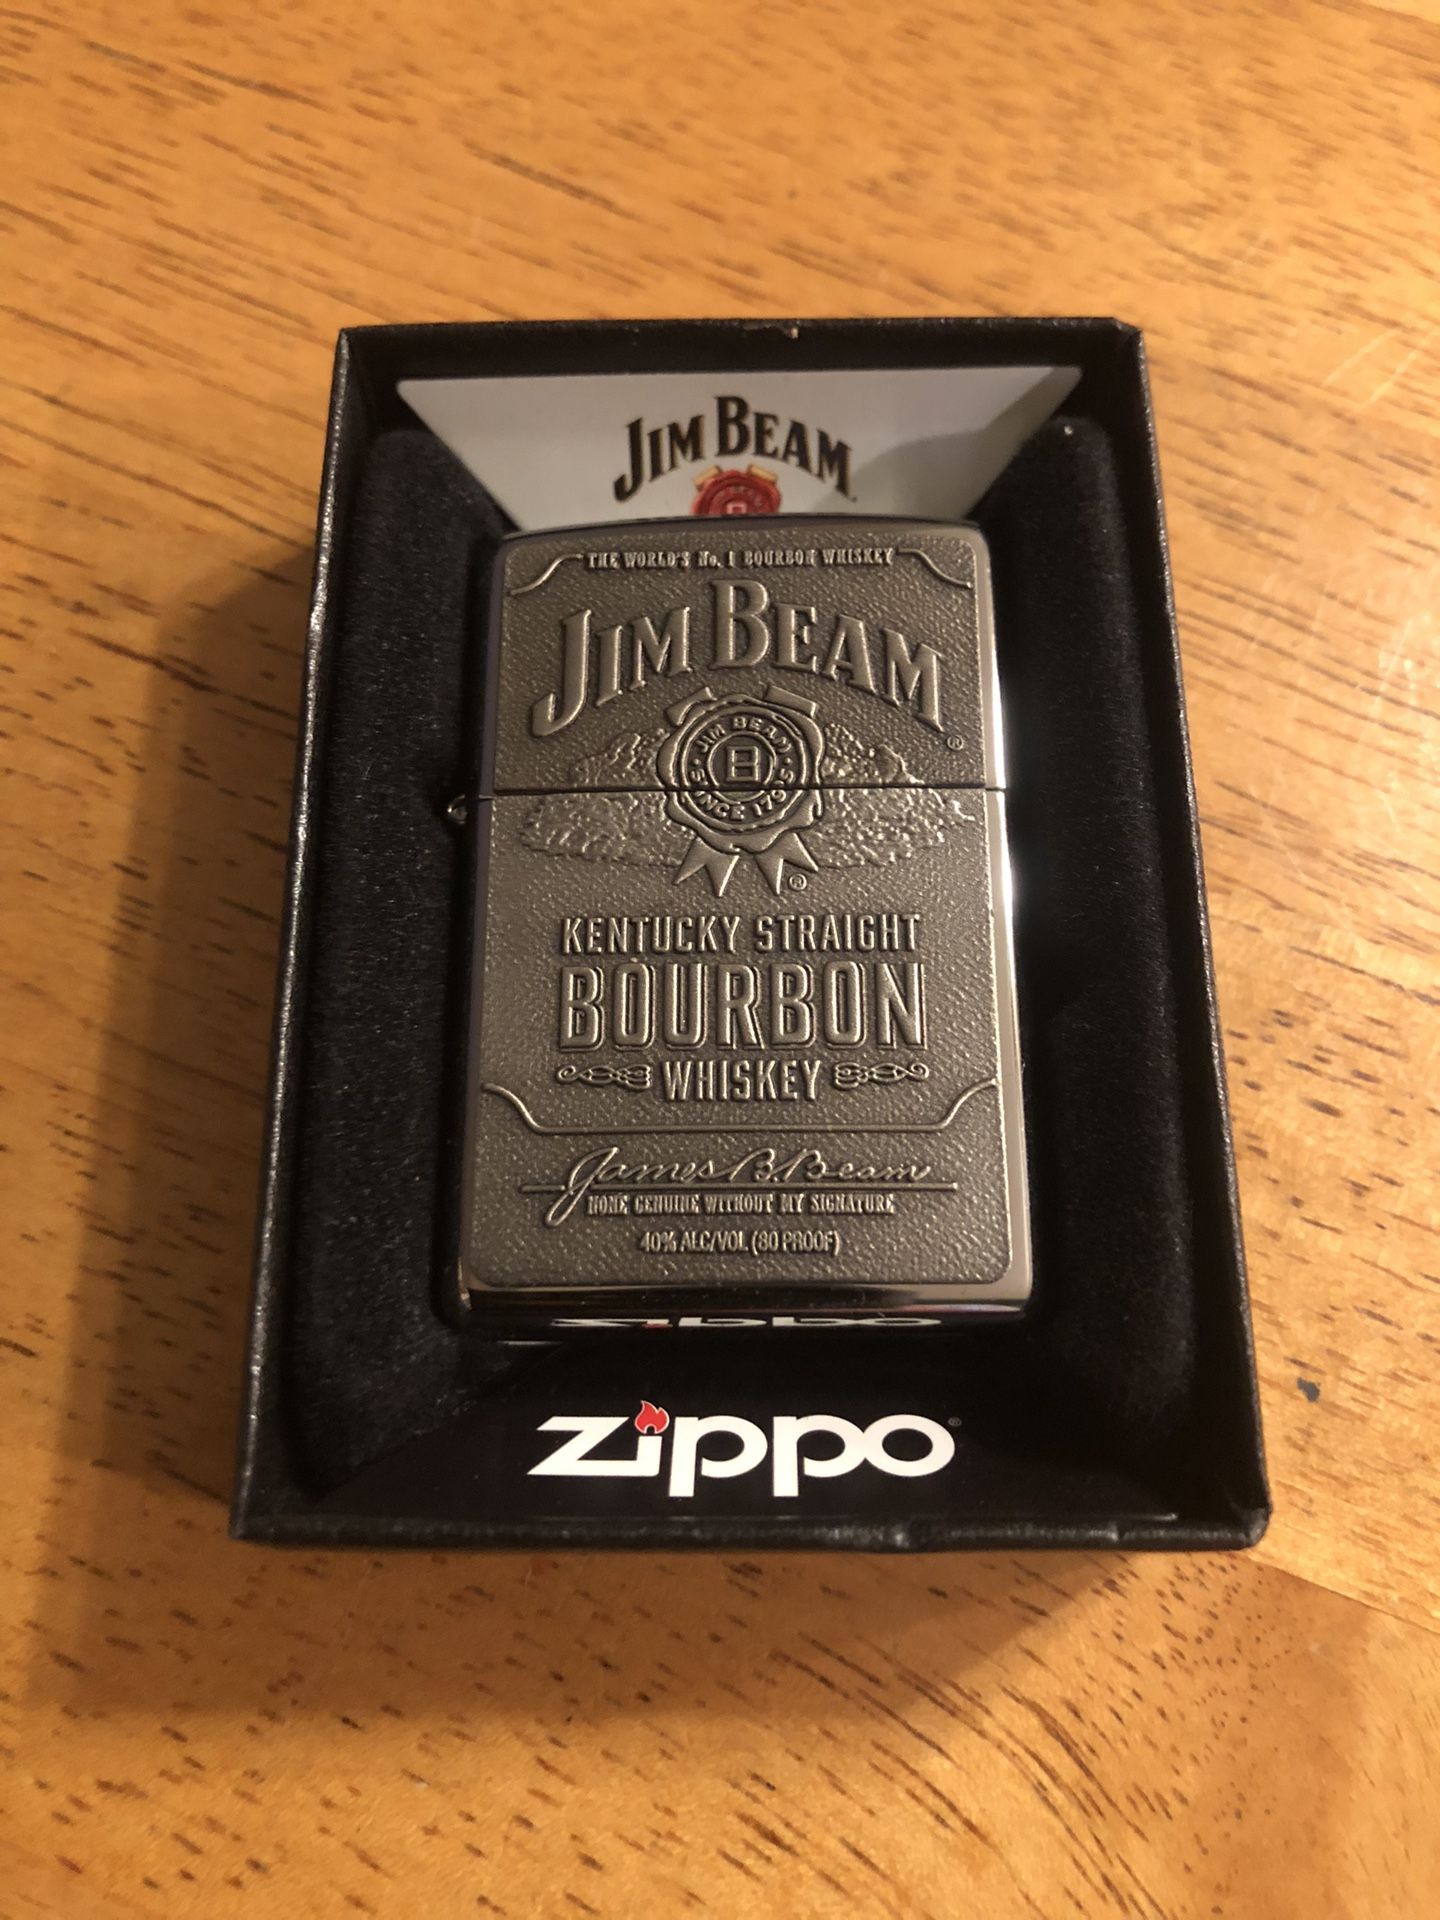 JIM BEAM
THE WORLD'S No. 1 BOURBON WHISKEY
JIM BEAM®
JIM BEAM
B
SINCE 1795
®
KENTUCKY STRAIGHT
BOURBON
WHISKEY
James B. Beam
NONE GENUINE WITHOUT MY SIGNATURE
40% ALC/VOL (80 PROOF)
zippo
zippo®